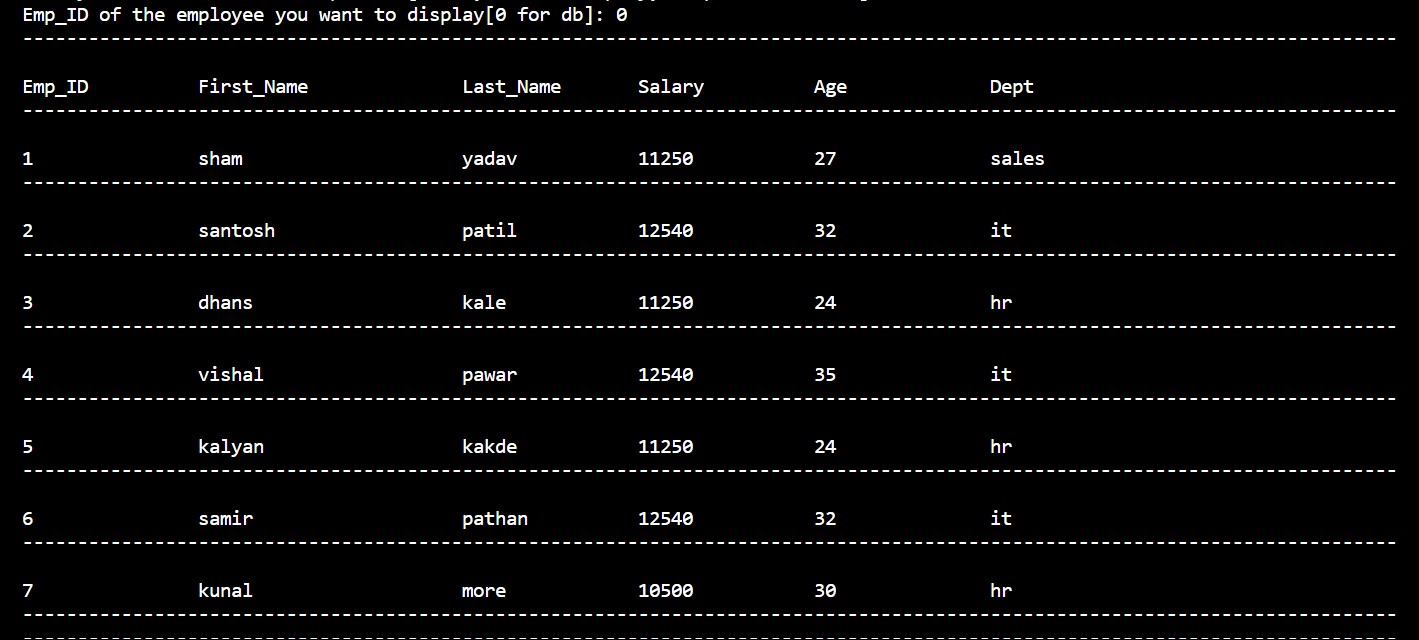 Emp_ID of the employee you want to display[0 for db]: 0
Emp_ID First_Name Last_Name Salary Age Dept
1 sham yadav 11250 27 sales
2 santosh patil 12540 32 it
3 dhans kale 11250 24 hr
4 vishal pawar 12540 35 it
5 kalyan kakde 11250 24 hr
6 samir pathan 12540 32 it
7 kunal more 10500 30 hr